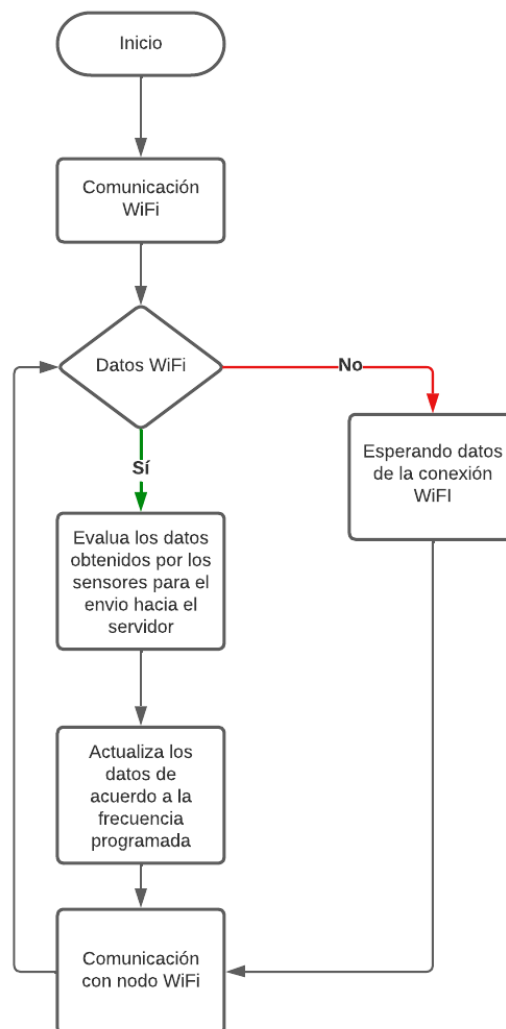 Inicio
Comunicación
WiFi
Datos WiFi
No
Sí
Esperando datos
de la conexión
WiFI
Evalua los datos
obtenidos por los
sensores para el
envio hacia el
servidor
Actualiza los
datos de
acuerdo a la
frecuencia
programada
Comunicación
con nodo WiFi